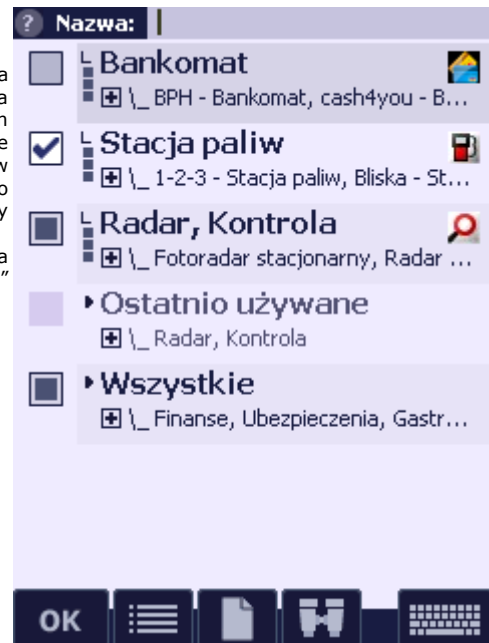 ? Nazwa:
Bankomat
\_ BPH - Bankomat, cash4you - B...
Stacja paliw
\_ 1-2-3 - Stacja paliw, Bliska - St...
Radar, Kontrola
\_ Fotoradar stacjonarny, Radar ...
Ostatnio używane
\_ Radar, Kontrola
Wszystkie
\_ Finanse, Ubezpieczenia, Gastr...
OK